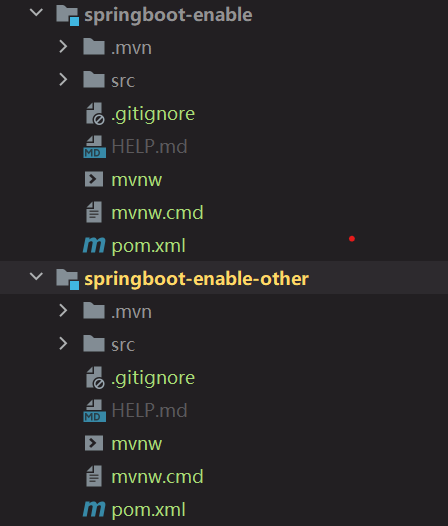 springboot-enable
.mvn
src
.gitignore
MD HELP.md
mvnw
mvnw.cmd
m pom.xml
springboot-enable-other
.mvn
src
.gitignore
MD HELP.md
mvnw
mvnw.cmd
m pom.xml